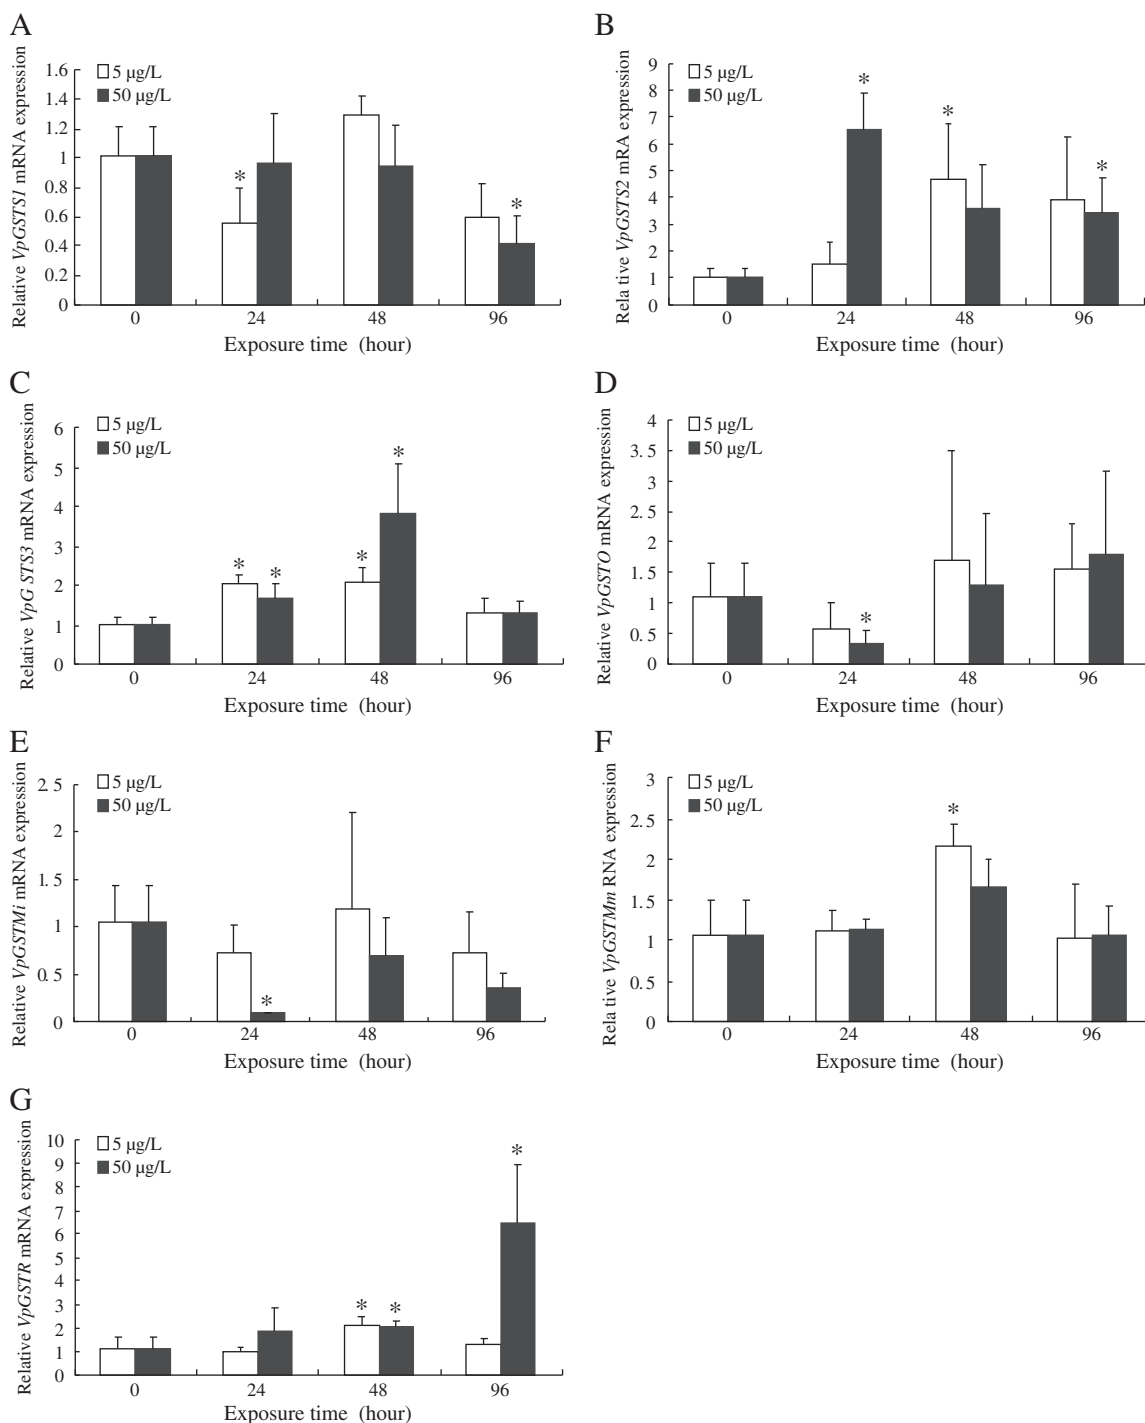 A
Relative VpGSTS1 mRNA expression
5 µg/L
50 µg/L
1.6
1.4
1.2
1
0.8
0.6
0.4
0.2
0
*
*
0 24 48 96
Exposure time (hour)
B
Rela tive VpGSTS2 mRA expression
5 µg/L
50 µg/L
9
8
7
6
5
4
3
2
1
0
*
*
*
0 24 48 96
Exposure time (hour)
C
Relative VpG STS3 mRNA expression
5 µg/L
50 µg/L
6
5
4
3
2
1
0
*
*
*
*
0 24 48 96
Exposure time (hour)
D
Relative VpGSTO mRNA expression
5 µg/L
50 µg/L
4
3.5
3
2.5
2
1.5
1
0.5
0
*
0 24 48 96
Exposure time (hour)
E
Relative VpGSTMi mRNA expression
5 µg/L
50 µg/L
2.5
2
1.5
1
0.5
0
*
0 24 48 96
Exposure time (hour)
F
Rela tive VpGSTMm RNA expression
5 µg/L
50 µg/L
3
2.5
2
1.5
1
0.5
0
*
0 24 48 96
Exposure time (hour)
G
Relative VpGSTR mRNA expression
5 µg/L
50 µg/L
10
9
8
7
6
5
4
3
2
1
0
*
*
*
0 24 48 96
Exposure time (hour)